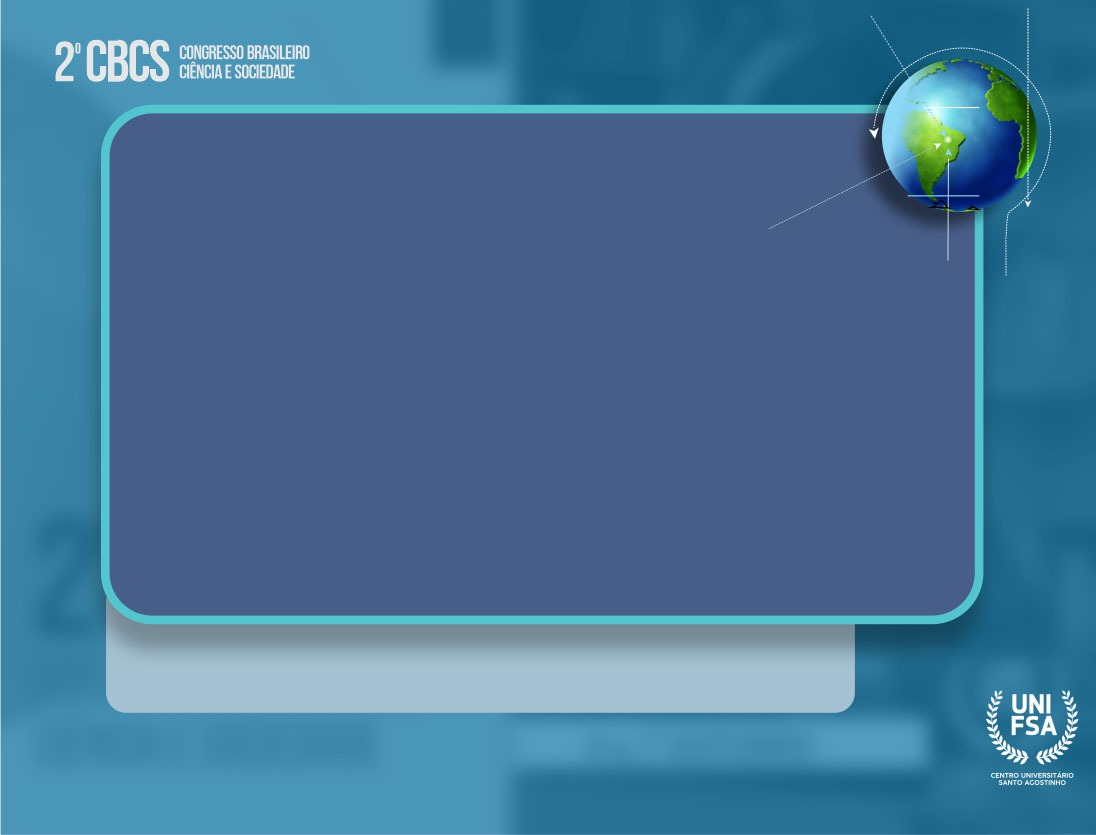 2º CBCS
CONGRESSO BRASILEIRO
CIÊNCIA E SOCIEDADE
UNI
FSA
CENTRO UNIVERSITÁRIO
SANTO AGOSTINHO